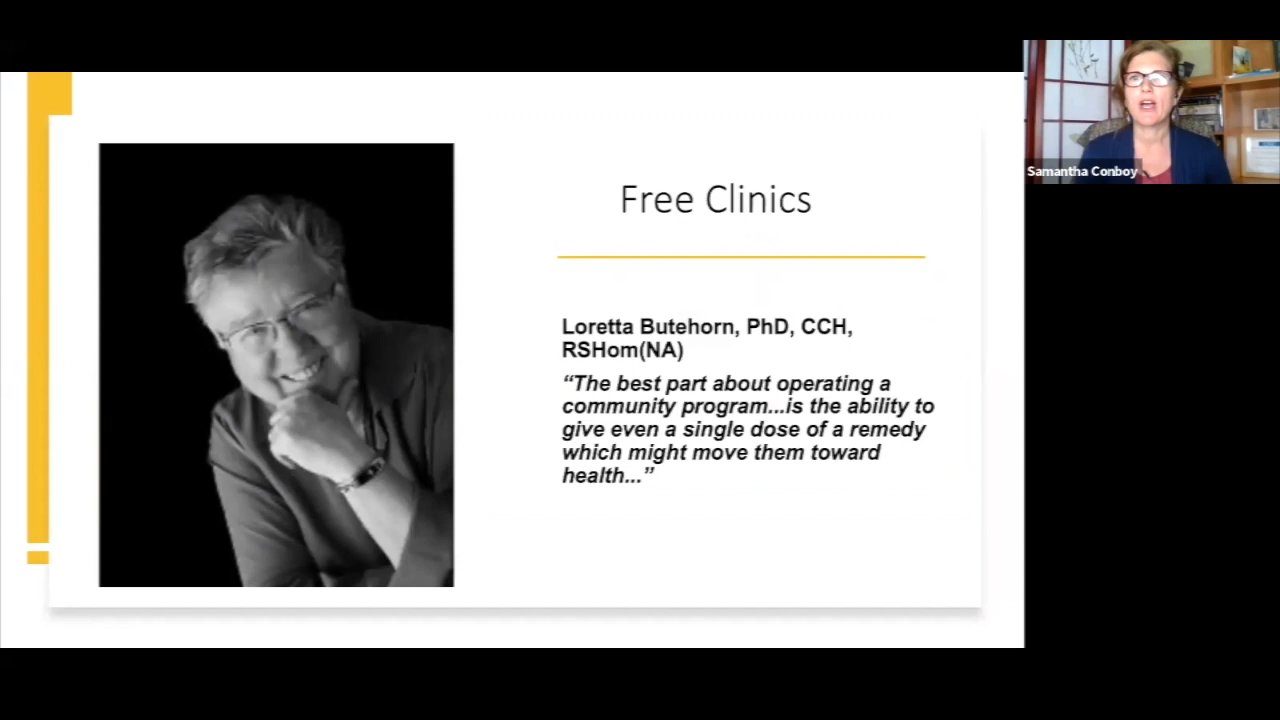 Free Clinics
Loretta Butehorn, PhD, CCH,
RSHom(NA)
“The best part about operating a
community program...is the ability to
give even a single dose of a remedy
which might move them toward
health...”
Samantha Conboy